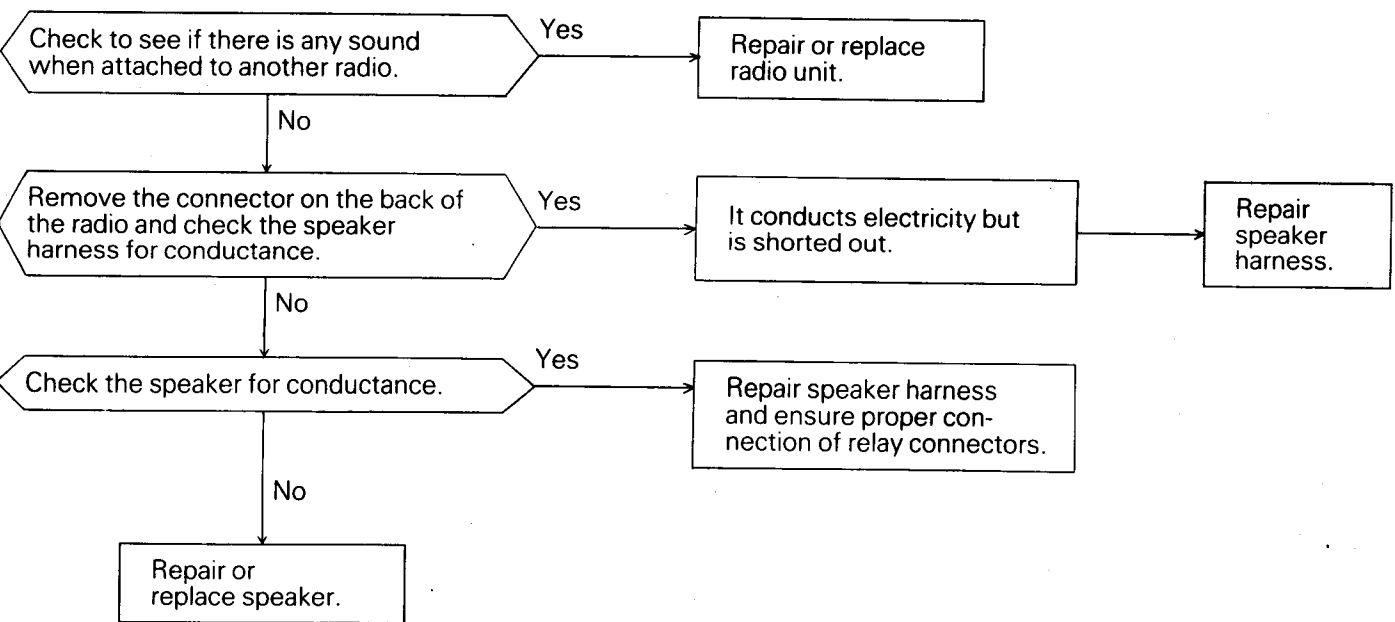 Check to see if there is any sound
when attached to another radio.
Yes
Repair or replace
radio unit.
No
Remove the connector on the back of
the radio and check the speaker
harness for conductance.
Yes
It conducts electricity but
is shorted out.
Repair
speaker
harness.
No
Check the speaker for conductance.
Yes
Repair speaker harness
and ensure proper con-
nection of relay connectors.
No
Repair or
replace speaker.